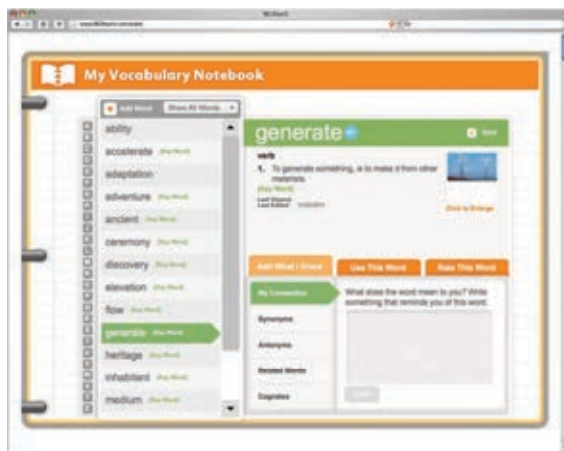 My Vocabulary Notebook
Add Word
Show All Words
ability
accelerate (Key Word)
adaptation
adventure (Key Word)
ancient (Key Word)
ceremony (Key Word)
discovery (Key Word)
elevation (Key Word)
flow (Key Word)
generate (Key Word)
heritage (Key Word)
inhabitant (Key Word)
medium (Key Word)
generate
verb
1. To generate something, is to make it from other
materials.
(Key Word)
Click to Enlarge
Add What I Know
Use This Word
Rate This Word
My Connection
Synonyms
Antonyms
Related Words
Cognates
What does the word mean to you? Write
something that reminds you of this word.